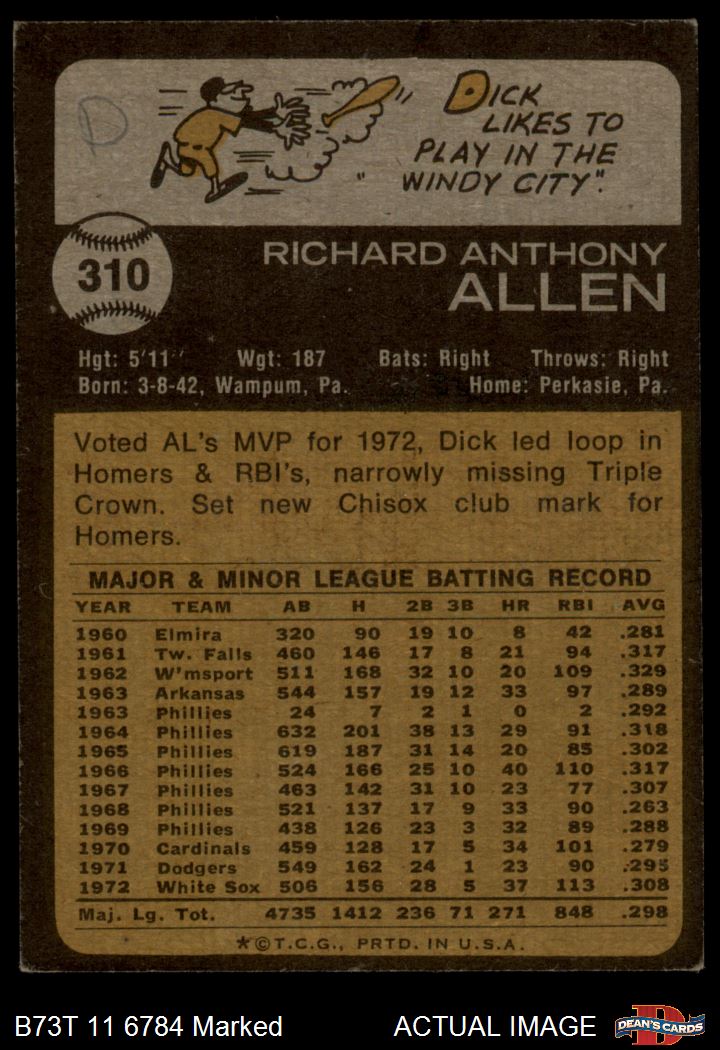 D
DICK
LIKES TO
PLAY IN THE
"WINDY CITY".
310
RICHARD ANTHONY
ALLEN
Hgt: 5'11" Wgt: 187 Bats: Right Throws: Right
Born: 3-8-42, Wampum, Pa. Home: Perkasie, Pa.
Voted AL's MVP for 1972, Dick led loop in
Homers & RBI's, narrowly missing Triple
Crown. Set new Chisox club mark for
Homers.
MAJOR & MINOR LEAGUE BATTING RECORD
YEAR TEAM AB H 2B 3B HR RBI AVG
1960 Elmira 320 90 19 10 8 42 .281
1961 Tw. Falls 460 146 17 8 21 94 .317
1962 W'msport 511 168 32 10 20 109 .329
1963 Arkansas 544 157 19 12 33 97 .289
1963 Phillies 24 7 2 1 0 2 .292
1964 Phillies 632 201 38 13 29 91 .318
1965 Phillies 619 187 31 14 20 85 .302
1966 Phillies 524 166 25 10 40 110 .317
1967 Phillies 463 142 31 10 23 77 .307
1968 Phillies 521 137 17 9 33 90 .263
1969 Phillies 438 126 23 3 32 89 .288
1970 Cardinals 459 128 17 5 34 101 .279
1971 Dodgers 549 162 24 1 23 90 .295
1972 White Sox 506 156 28 5 37 113 .308
Maj. Lg. Tot. 4735 1412 236 71 271 848 .298
★©T.C.G., PRTD. IN U.S.A.
B73T 11 6784 Marked ACTUAL IMAGE D DEAN'S CARDS